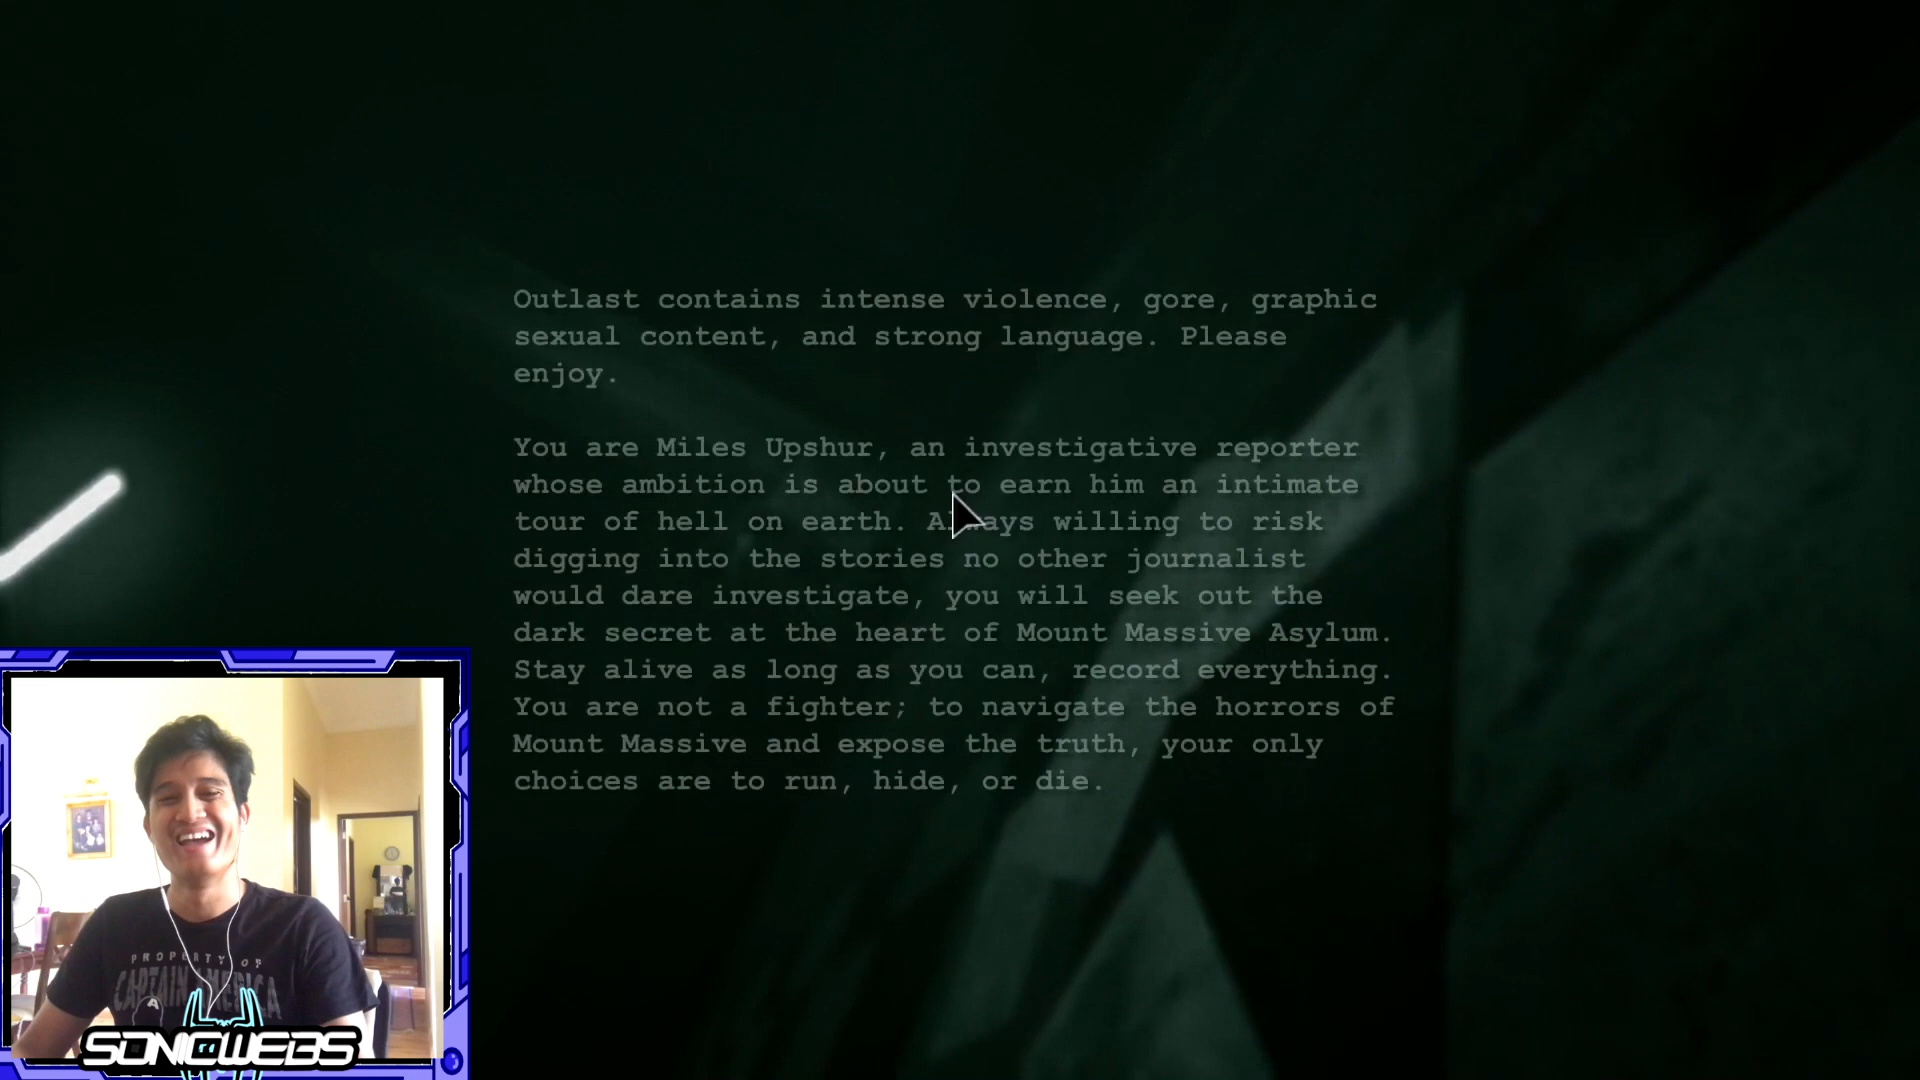 Outlast contains intense violence, gore, graphic
sexual content, and strong language. Please
enjoy.
You are Miles Upshur, an investigative reporter
whose ambition is about to earn him an intimate
tour of hell on earth. Always willing to risk
digging into the stories no other journalist
would dare investigate, you will seek out the
dark secret at the heart of Mount Massive Asylum.
Stay alive as long as you can, record everything.
You are not a fighter; to navigate the horrors of
Mount Massive and expose the truth, your only
choices are to run, hide, or die.
PROPERTY OF
CAPTAIN AMERICA
SONICWEBS